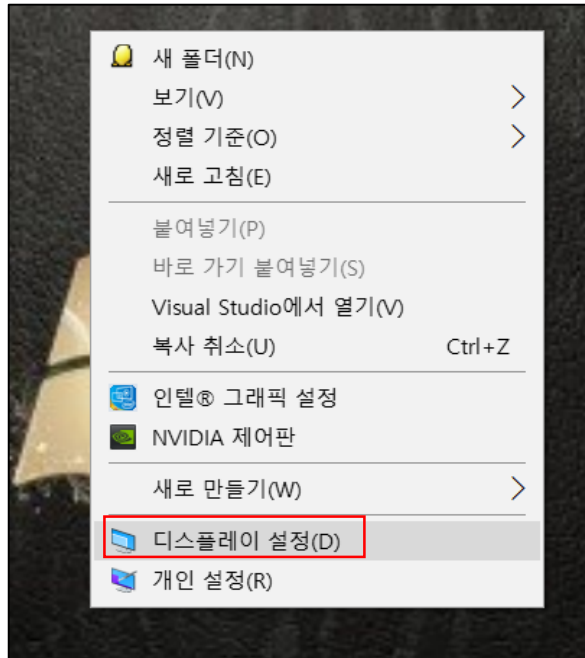 새 폴더(N)
보기(V)
정렬 기준(O)
새로 고침(E)
붙여넣기(P)
바로 가기 붙여넣기(S)
Visual Studio에서 열기(V)
복사 취소(U) Ctrl+Z
인텔® 그래픽 설정
NVIDIA 제어판
새로 만들기(W)
디스플레이 설정(D)
개인 설정(R)